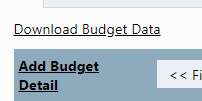 Download Budget Data
Add Budget
Detail
<< Fi